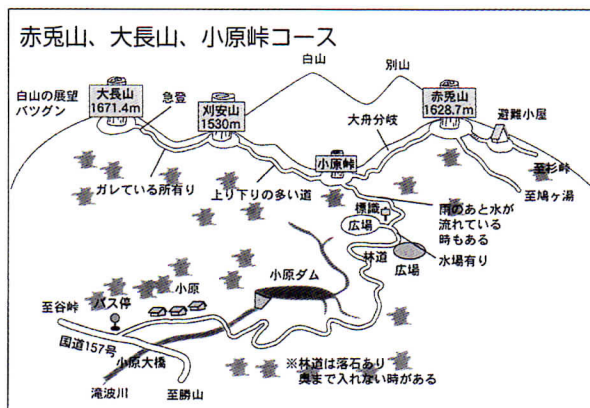 赤兎山、大長山、小原峠コース
白山
別山
白山の展望
バツグン
大長山
1671.4m
急登
刈安山
1530m
赤兎山
1628.7m
大舟分岐
避難小屋
小原峠
至杉峠
至鳩ヶ湯
ガレている所有り
上り下りの多い道
標識
広場
雨のあと水が
流れている
時もある
水場有り
林道
広場
小原ダム
小原
バス停
至谷峠
国道157号
小原大橋
滝波川
至勝山
※林道は落石あり
奥まで入れない時がある